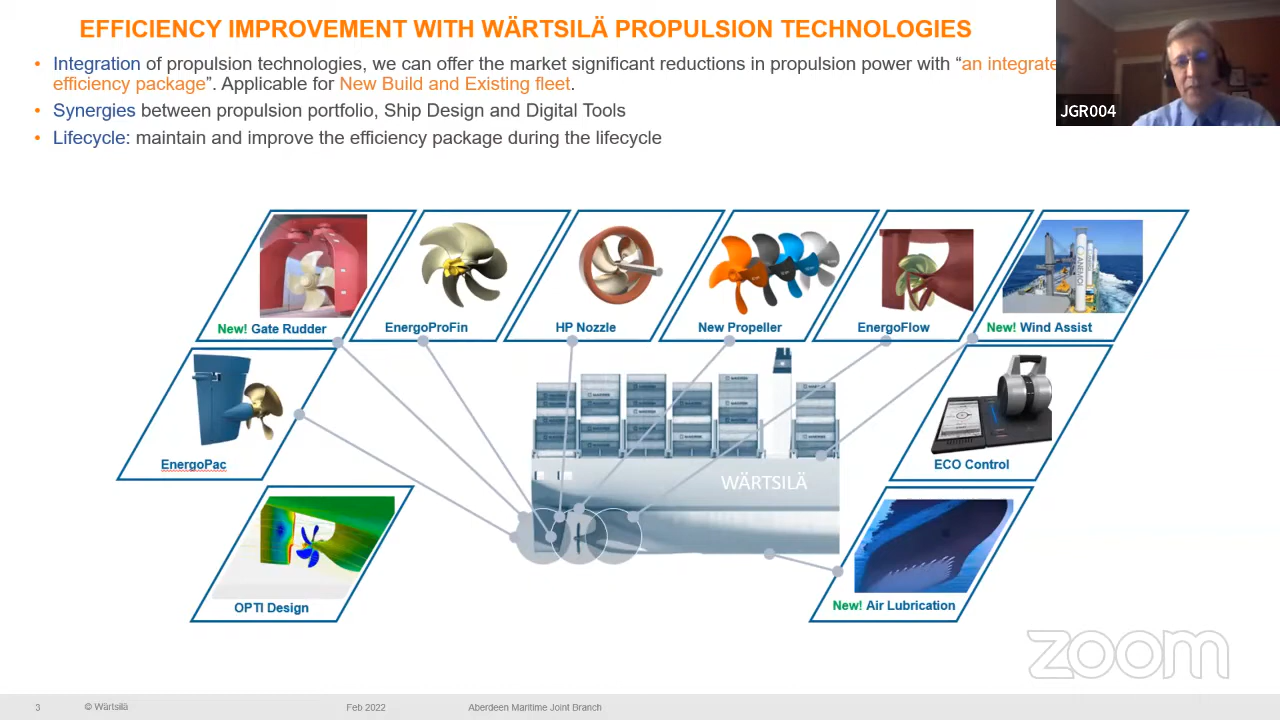 EFFICIENCY IMPROVEMENT WITH WÄRTSILÄ PROPULSION TECHNOLOGIES
• Integration of propulsion technologies, we can offer the market significant reductions in propulsion power with “an integrate
efficiency package”. Applicable for New Build and Existing fleet.
• Synergies between propulsion portfolio, Ship Design and Digital Tools
• Lifecycle: maintain and improve the efficiency package during the lifecycle
JGR004
New! Gate Rudder
EnergoProFin
HP Nozzle
New Propeller
EnergoFlow
New! Wind Assist
ANEMOI
EnergoPac
ECO Control
WÄRTSILÄ
OPTI Design
New! Air Lubrication
zoom
3
© Wärtsilä
Feb 2022
Aberdeen Maritime Joint Branch